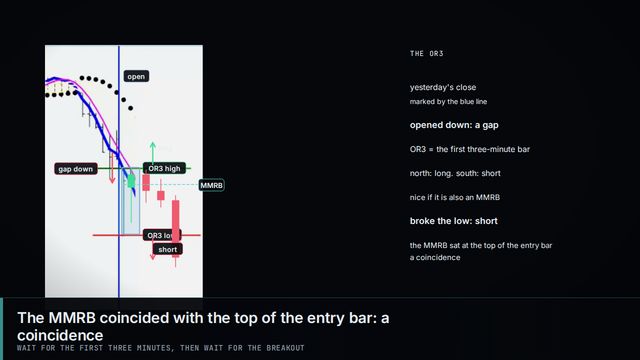 open
gap down
OR3 high
MMRB
OR3 low
short
THE OR3
yesterday's close
marked by the blue line
opened down: a gap
OR3 = the first three-minute bar
north: long. south: short
nice if it is also an MMRB
broke the low: short
the MMRB sat at the top of the entry bar
a coincidence
The MMRB coincided with the top of the entry bar: a
coincidence
WAIT FOR THE FIRST THREE MINUTES, THEN WAIT FOR THE BREAKOUT